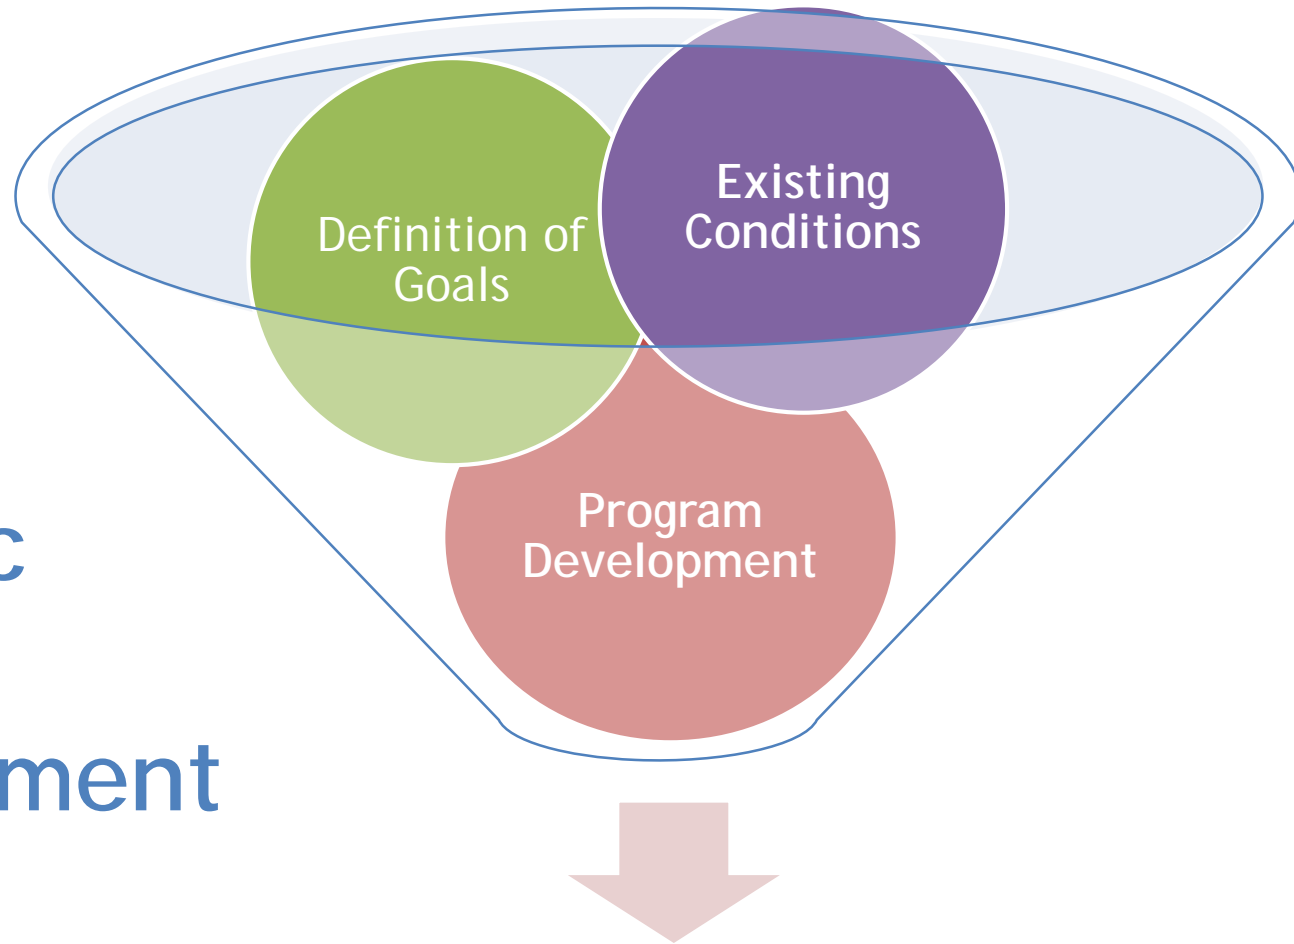 Existing
Conditions
Definition of
Goals
Program
Development
c
ment